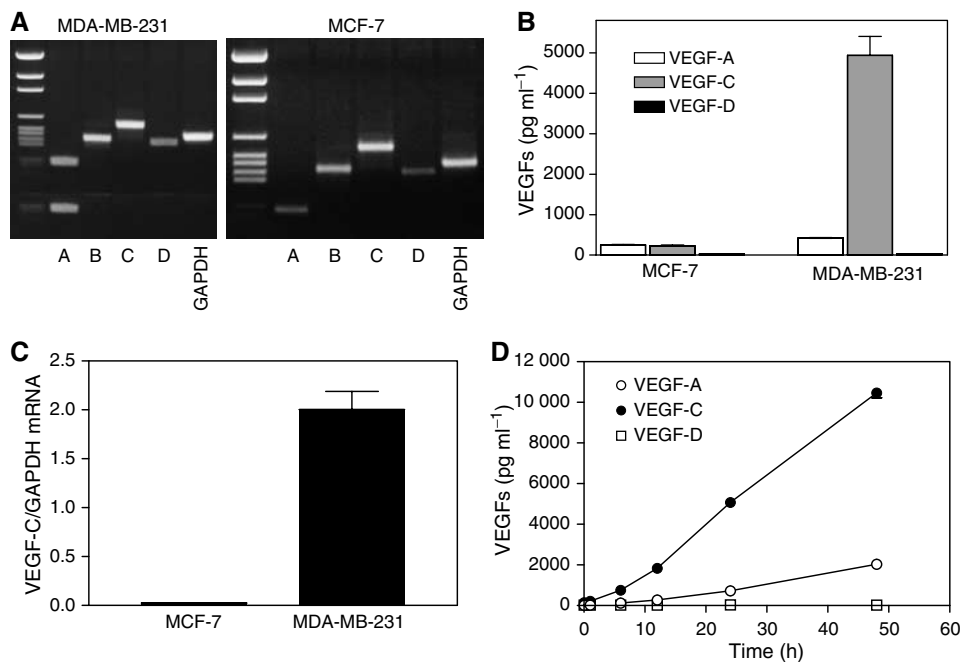 A
MDA-MB-231
MCF-7
A
B
C
D
GAPDH
A
B
C
D
GAPDH
B
VEGFs (pg ml−1)
5000
4000
3000
2000
1000
0
VEGF-A
VEGF-C
VEGF-D
MCF-7
MDA-MB-231
C
VEGF-C/GAPDH mRNA
2.5
2.0
1.5
1.0
0.5
0.0
MCF-7
MDA-MB-231
D
VEGFs (pg ml−1)
12 000
10 000
8000
6000
4000
2000
0
VEGF-A
VEGF-C
VEGF-D
0
10
20
30
40
50
60
Time (h)